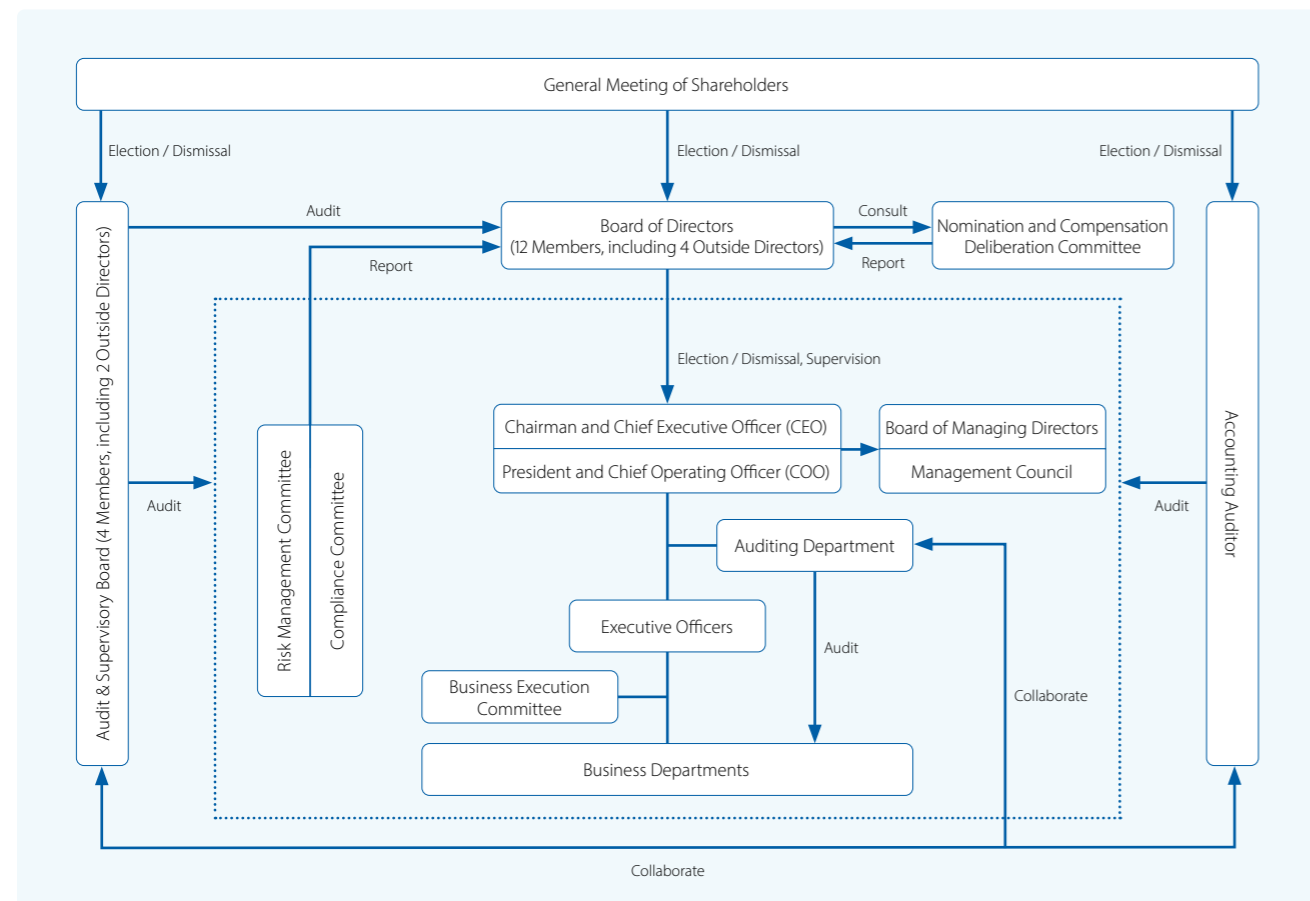 General Meeting of Shareholders
Election / Dismissal
Election / Dismissal
Election / Dismissal
Audit & Supervisory Board (4 Members, including 2 Outside Directors)
Audit
Board of Directors
(12 Members, including 4 Outside Directors)
Consult
Report
Nomination and Compensation
Deliberation Committee
Report
Accounting Auditor
Election / Dismissal, Supervision
Chairman and Chief Executive Officer (CEO)
President and Chief Operating Officer (COO)
Board of Managing Directors
Management Council
Risk Management Committee
Compliance Committee
Audit
Audit
Auditing Department
Executive Officers
Audit
Business Execution
Committee
Collaborate
Business Departments
Collaborate